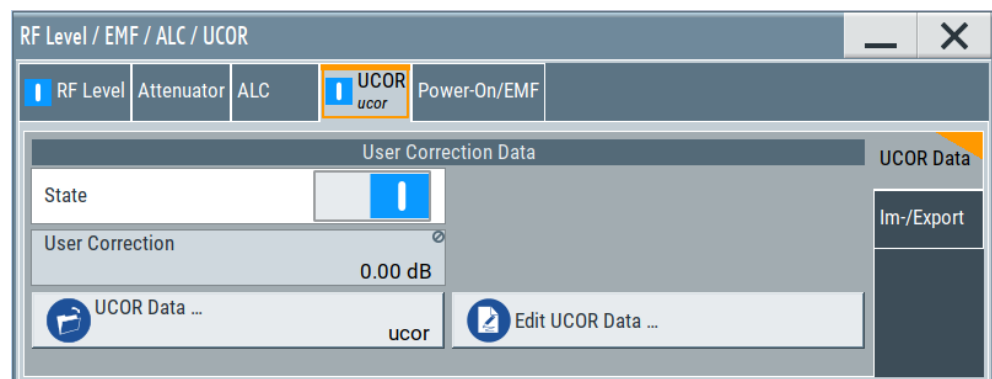 RF Level / EMF / ALC / UCOR
RF Level Attenuator ALC UCOR Power-On/EMF
ucor
User Correction Data
UCOR Data
State
Im-/Export
User Correction
0.00 dB
UCOR Data ...
ucor
Edit UCOR Data ...